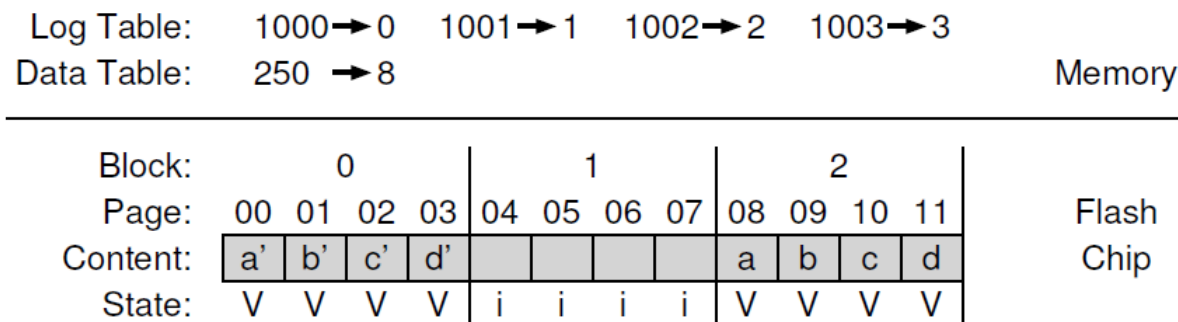 Log Table: 1000→0 1001→1 1002→2 1003→3
Data Table: 250 →8 Memory
Block: 0 1 2
Page: 00 01 02 03 04 05 06 07 08 09 10 11 Flash
Content: a’ b’ c’ d’ a b c d Chip
State: V V V V i i i i V V V V